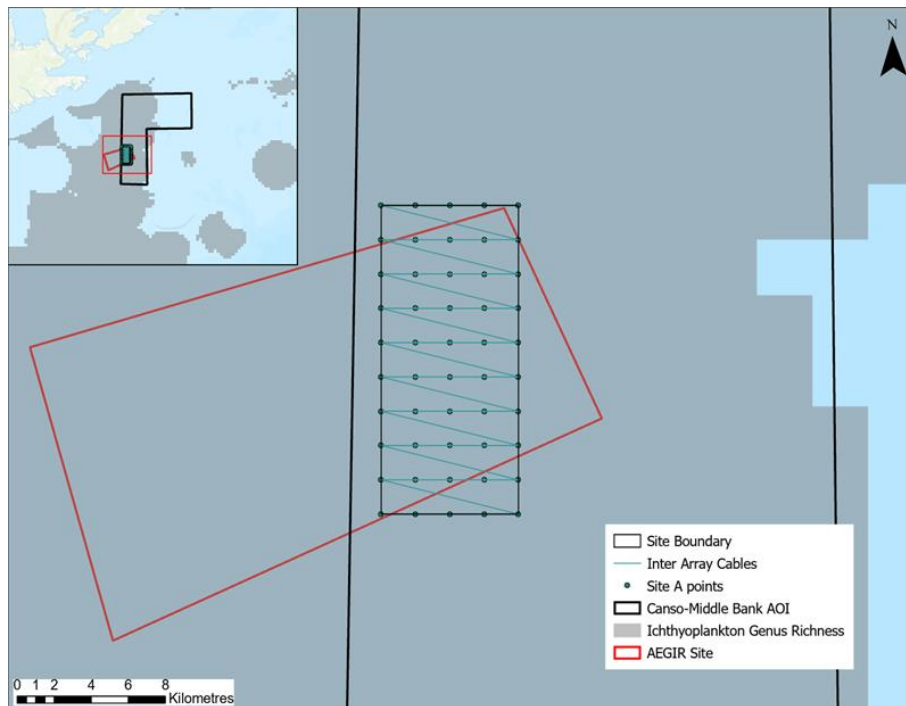 N
Site Boundary
Inter Array Cables
Site A points
Canso-Middle Bank AOI
Ichthyoplankton Genus Richness
AEGIR Site
0 1 2 4 6 8
Kilometres